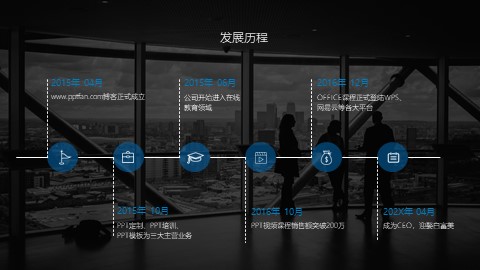 发展历程
2015年 04月
www.pptfan.com博客正式成立
2015年 06月
公司开始进入在线
教育领域
2016年 12月
OFFICE课程正式登陆WPS、
网易云等各大平台
2015年 10月
PPT定制、PPT培训、
PPT模板为三大主营业务
2016年 10月
PPT视频课程销售额突破200万
202X年 04月
成为CEO，迎娶白富美